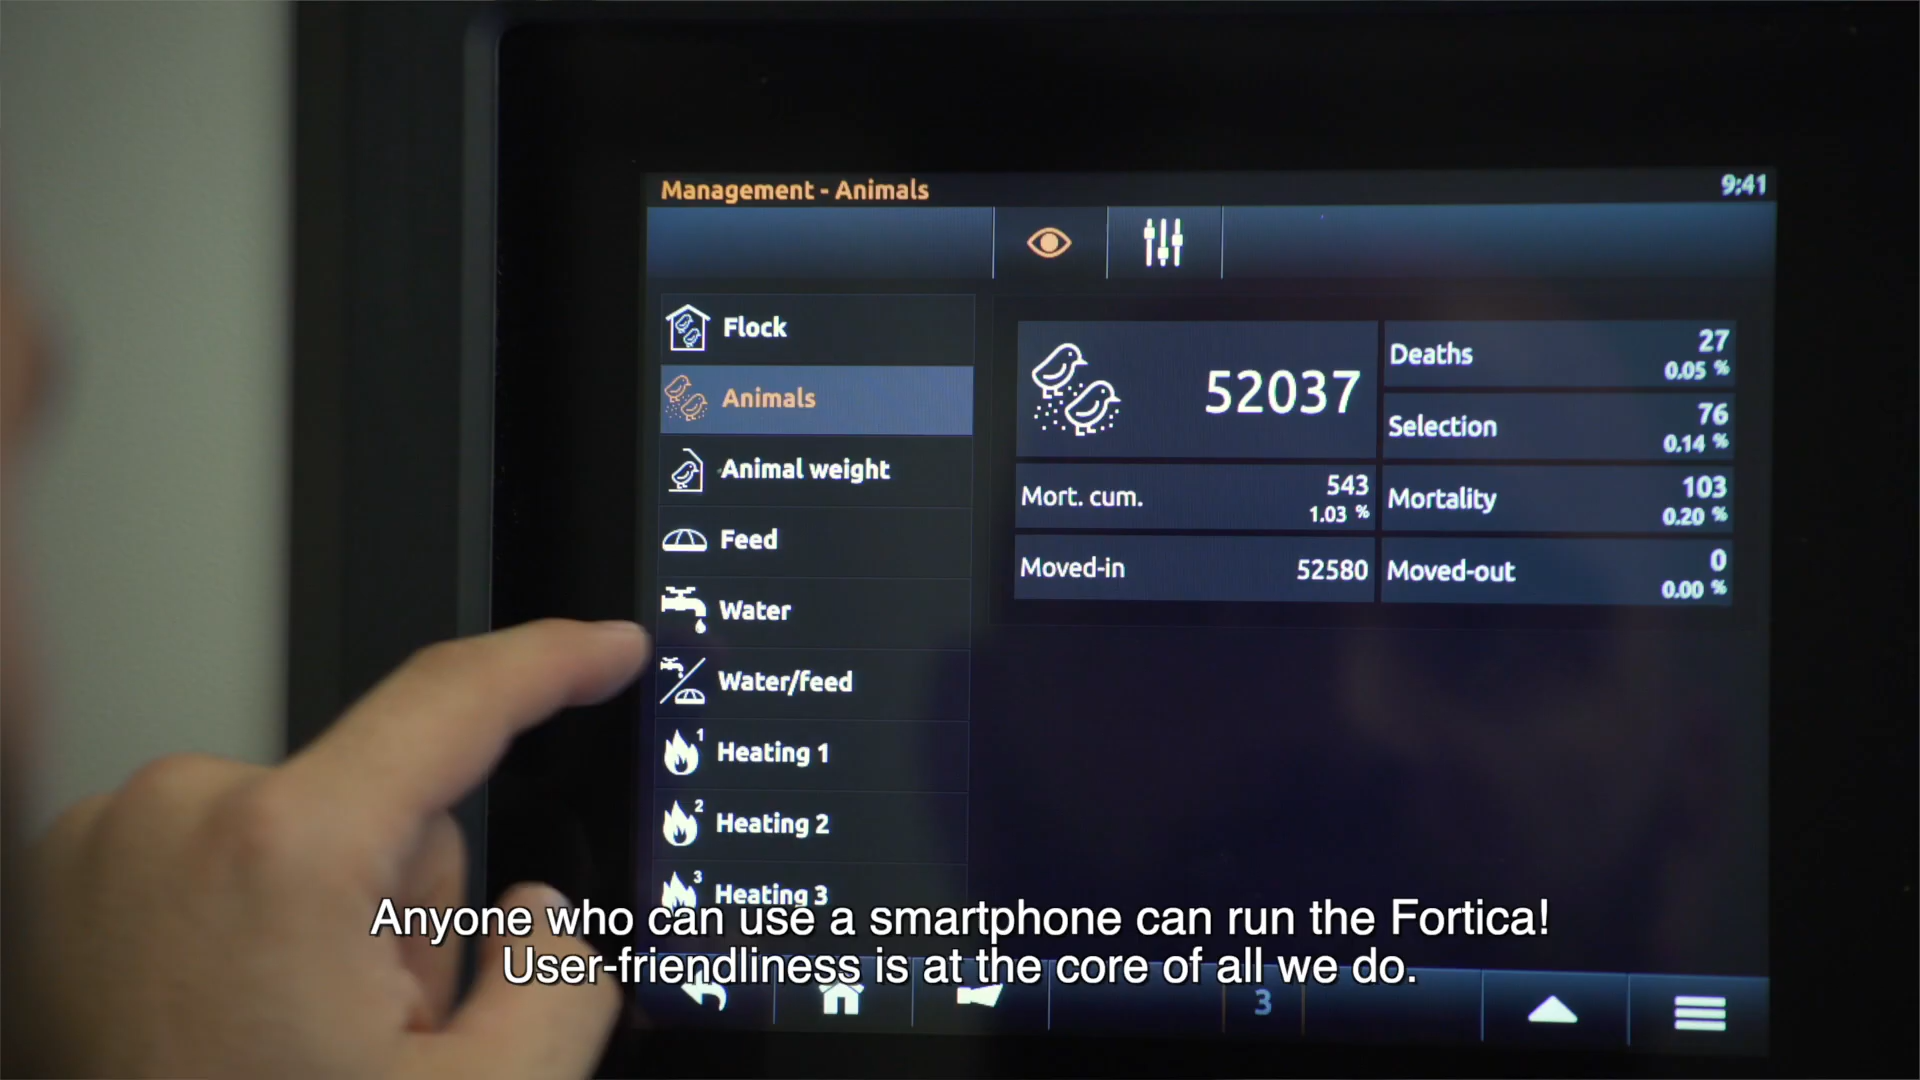 Management - Animals
9:41
Flock
Animals
Animal weight
Feed
Water
Water/feed
1 Heating 1
2 Heating 2
3 Heating 3
52037
Deaths 27
0.05 %
Selection 76
0.14 %
Mort. cum. 543
1.03 %
Mortality 103
0.20 %
Moved-in 52580
Moved-out 0
0.00 %
Anyone who can use a smartphone can run the Fortica!
User-friendliness is at the core of all we do.
3